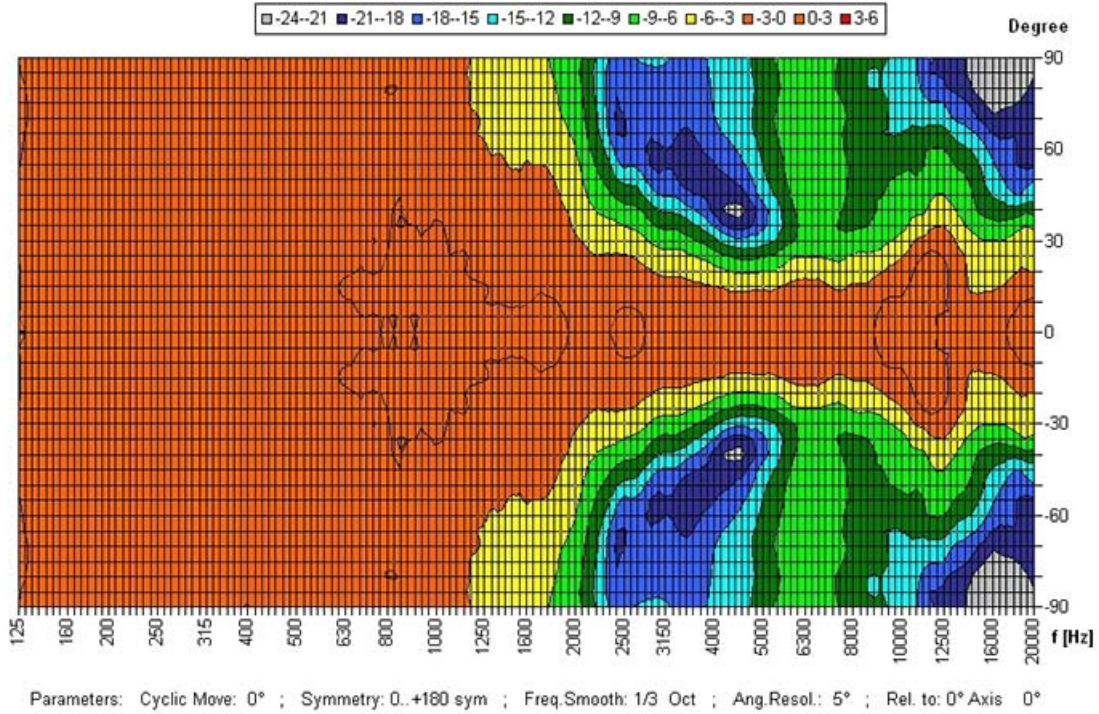 -24--21 -21--18 -18--15 -15--12 -12--9 -9--6 -6--3 -3-0 0-3 3-6
Degree
90
60
30
0
-30
-60
-90
125 160 200 250 315 400 500 630 800 1000 1250 1600 2000 2500 3150 4000 5000 6300 8000 10000 12500 16000 20000
f [Hz]
Parameters: Cyclic Move: 0° ; Symmetry: 0..+180 sym ; Freq.Smooth: 1/3 Oct ; Ang.Resol.: 5° ; Rel. to: 0° Axis 0°